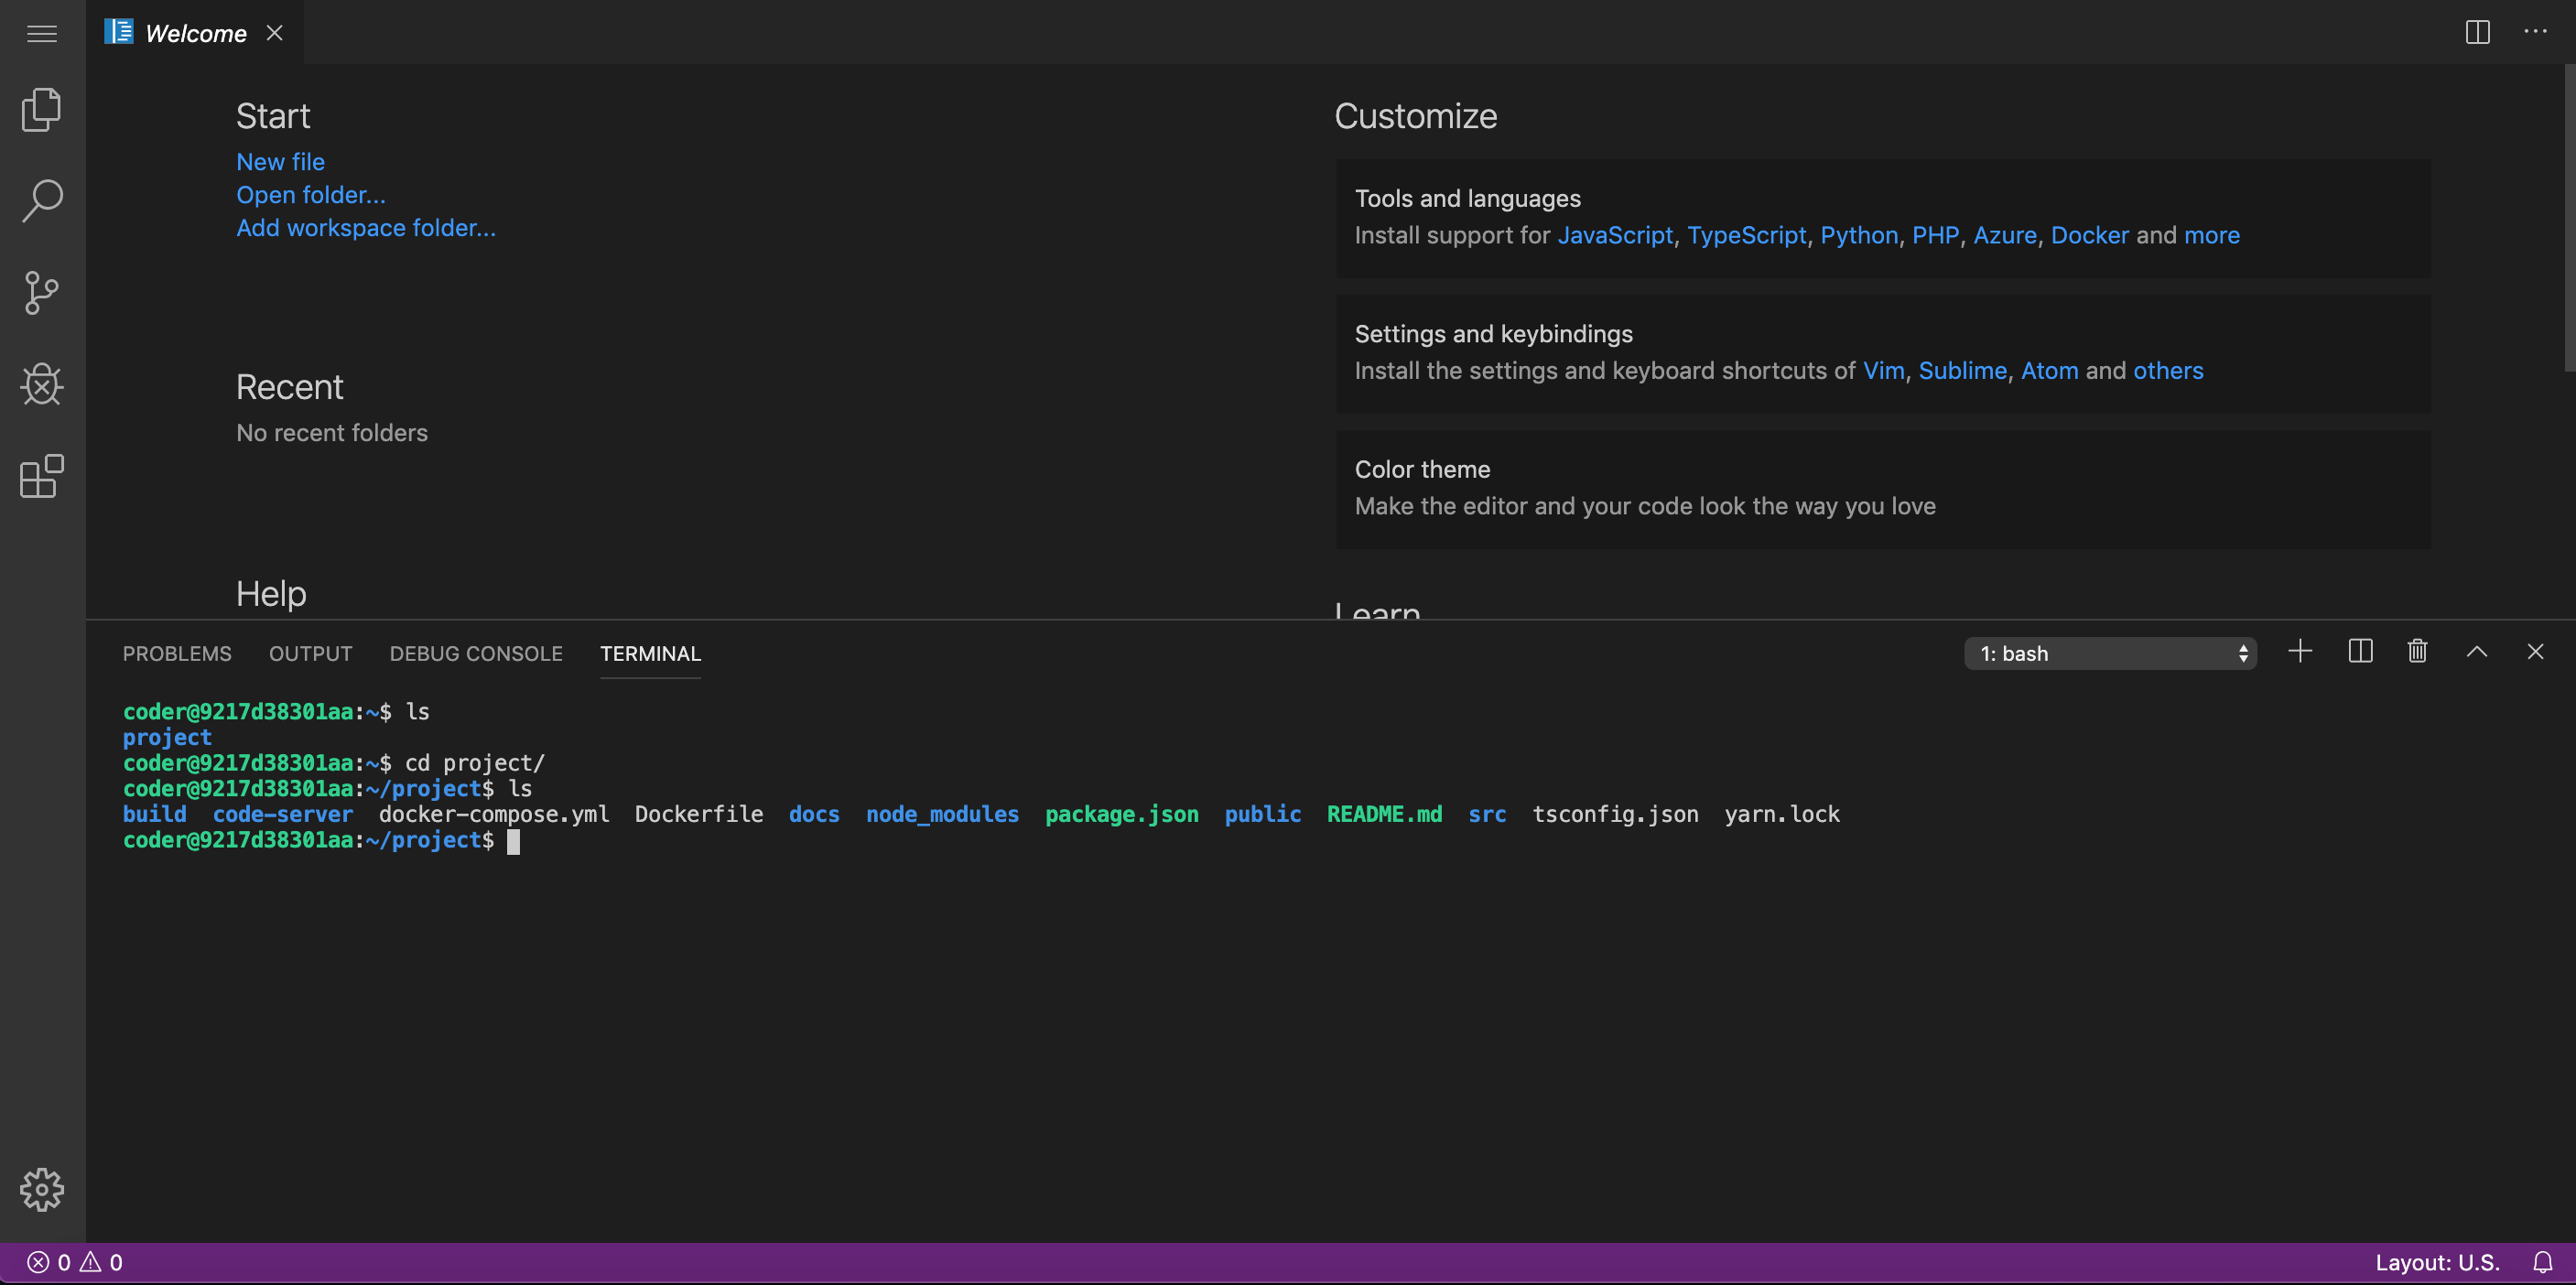 Welcome
Start
New file
Open folder...
Add workspace folder...
Recent
No recent folders
Help
Customize
Tools and languages
Install support for JavaScript, TypeScript, Python, PHP, Azure, Docker and more
Settings and keybindings
Install the settings and keyboard shortcuts of Vim, Sublime, Atom and others
Color theme
Make the editor and your code look the way you love
Learn
PROBLEMS OUTPUT DEBUG CONSOLE TERMINAL 1: bash
coder@9217d38301aa:~$ ls
project
coder@9217d38301aa:~$ cd project/
coder@9217d38301aa:~/project$ ls
build code-server docker-compose.yml Dockerfile docs node_modules package.json public README.md src tsconfig.json yarn.lock
coder@9217d38301aa:~/project$
0 0 Layout: U.S.